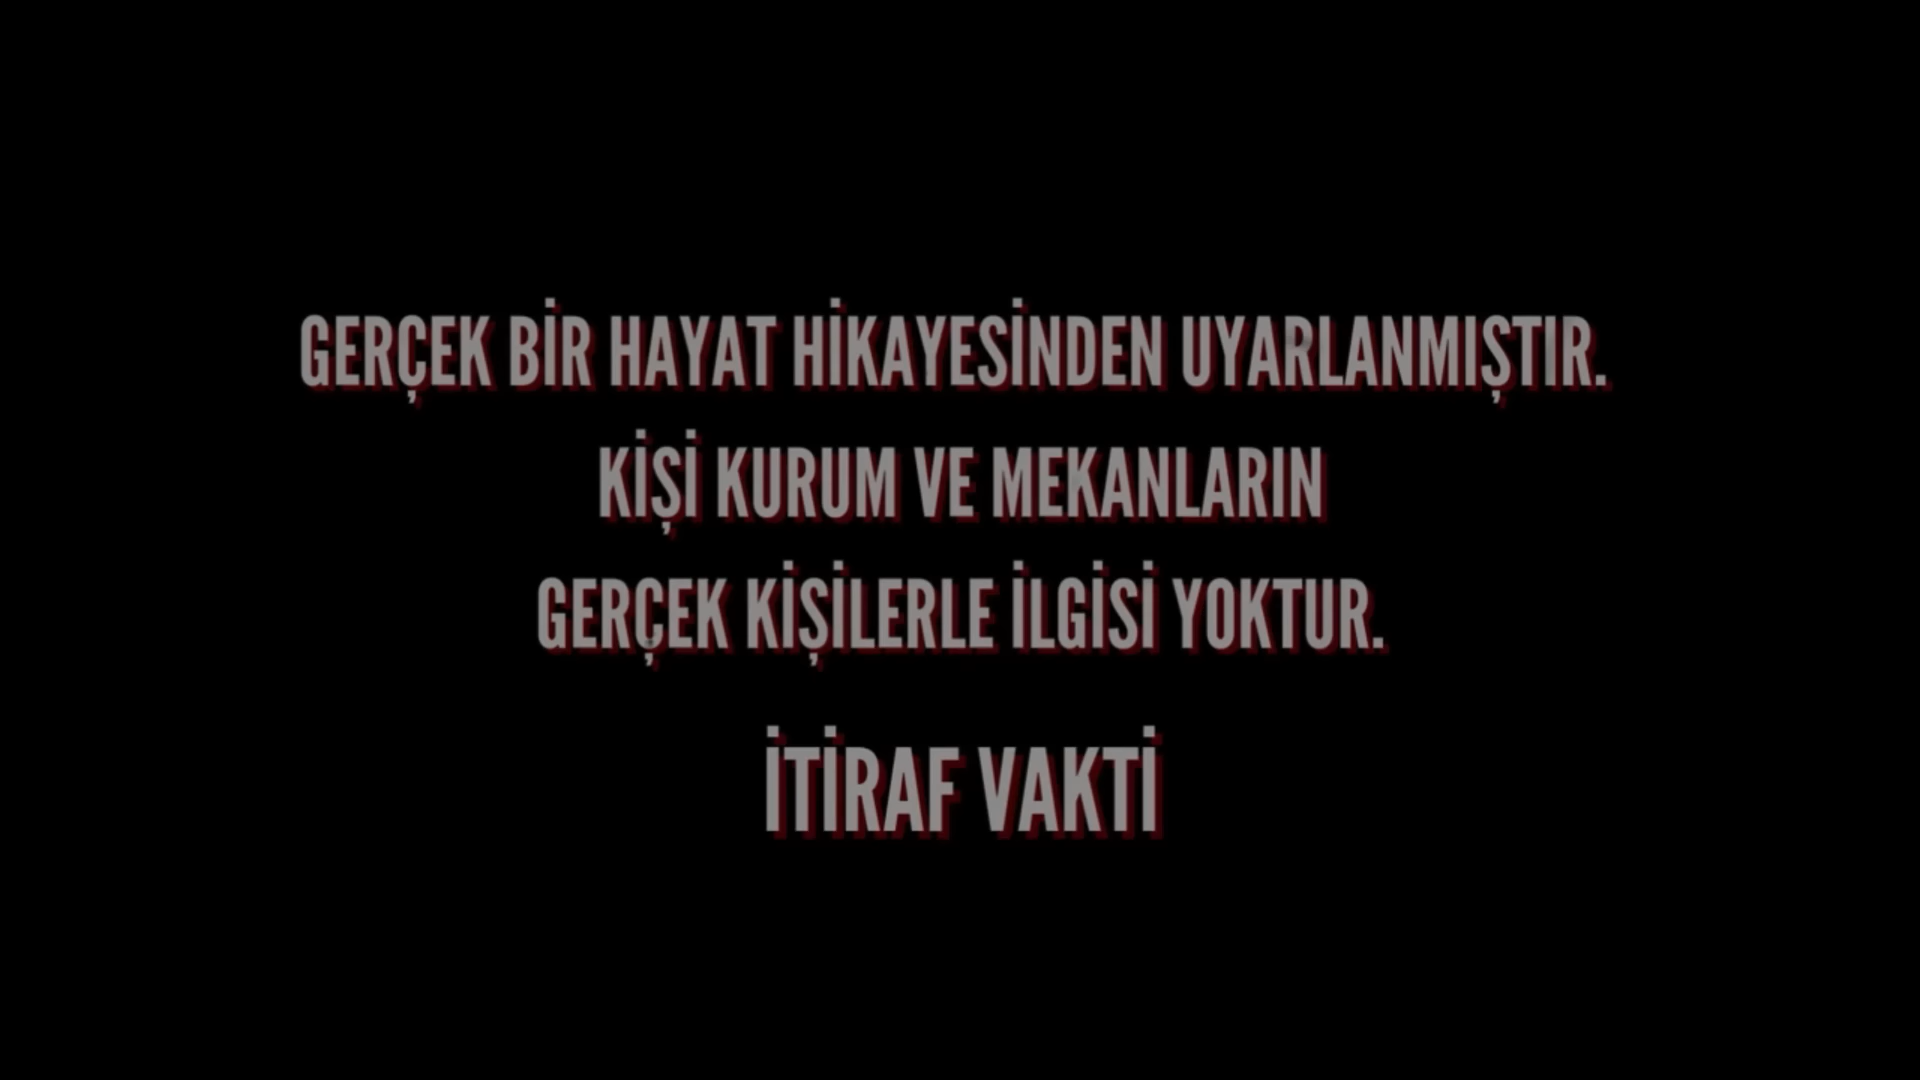 GERÇEK BİR HAYAT HİKAYESİNDEN UYARLANMIŞTIR.
KİŞİ KURUM VE MEKANLARIN
GERÇEK KİŞİLERLE İLGİSİ YOKTUR.
İTİRAF VAKTİ